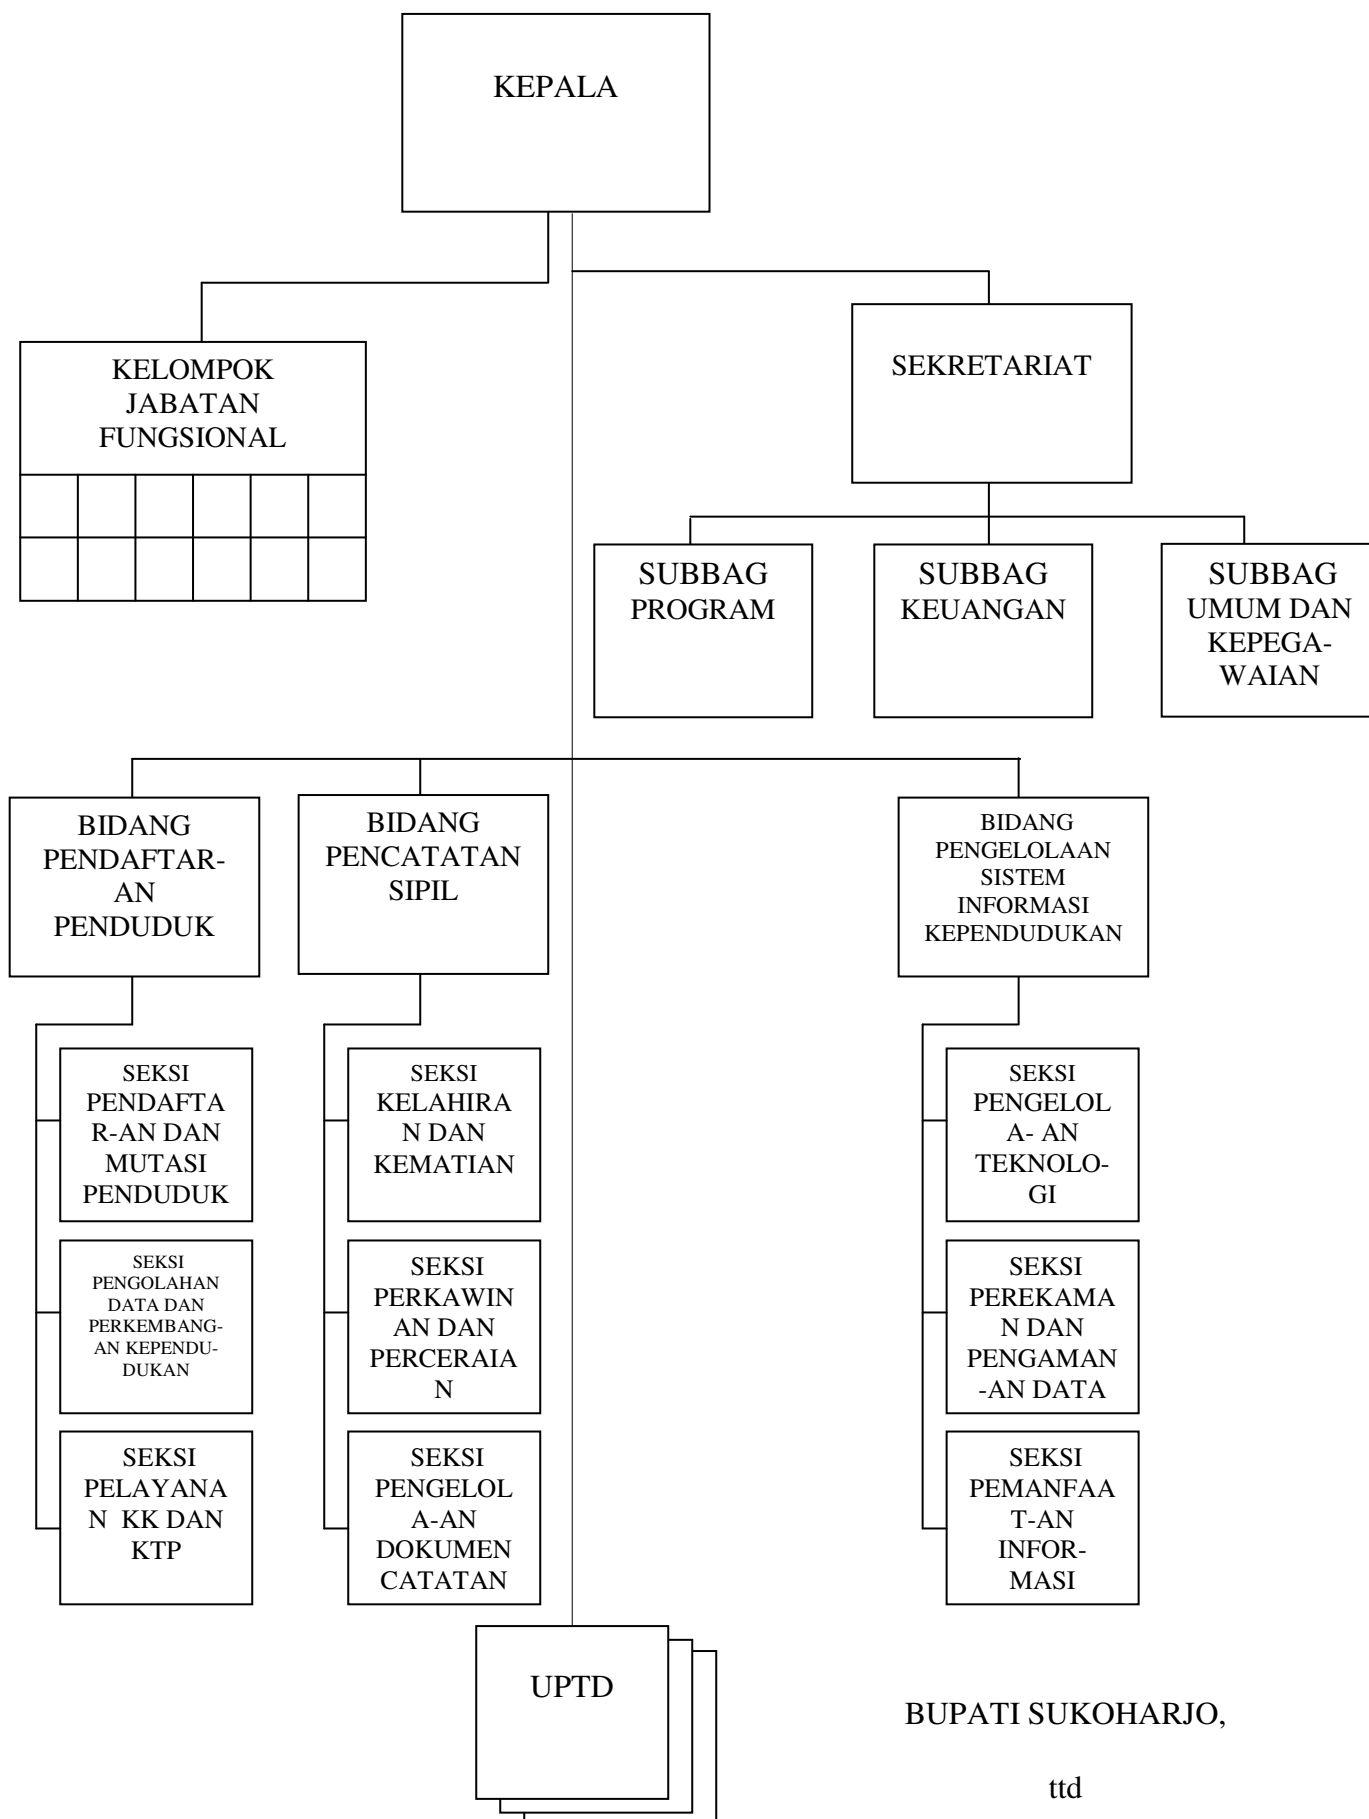 KEPALA
KELOMPOK
JABATAN
FUNGSIONAL
SEKRETARIAT
SUBBAG
PROGRAM
SUBBAG
KEUANGAN
SUBBAG
UMUM DAN
KEPEGA-
WAIAN
BIDANG
PENDAFTAR-
AN
PENDUDUK
BIDANG
PENCATATAN
SIPIL
BIDANG
PENGELOLAAN
SISTEM
INFORMASI
KEPENDUDUKAN
SEKSI
PENDAFTA
R-AN DAN
MUTASI
PENDUDUK
SEKSI
KELAHIRA
N DAN
KEMATIAN
SEKSI
PENGELOL
A- AN
TEKNOLO-
GI
SEKSI
PENGOLAHAN
DATA DAN
PERKEMBANG-
AN KEPENDU-
DUKAN
SEKSI
PERKAWIN
AN DAN
PERCERAIA
N
SEKSI
PEREKAMA
N DAN
PENGAMAN
-AN DATA
SEKSI
PELAYANA
N  KK DAN
KTP
SEKSI
PENGELOL
A-AN
DOKUMEN
CATATAN
SEKSI
PEMANFAA
T-AN
INFOR-
MASI
UPTD
BUPATI SUKOHARJO,
ttd